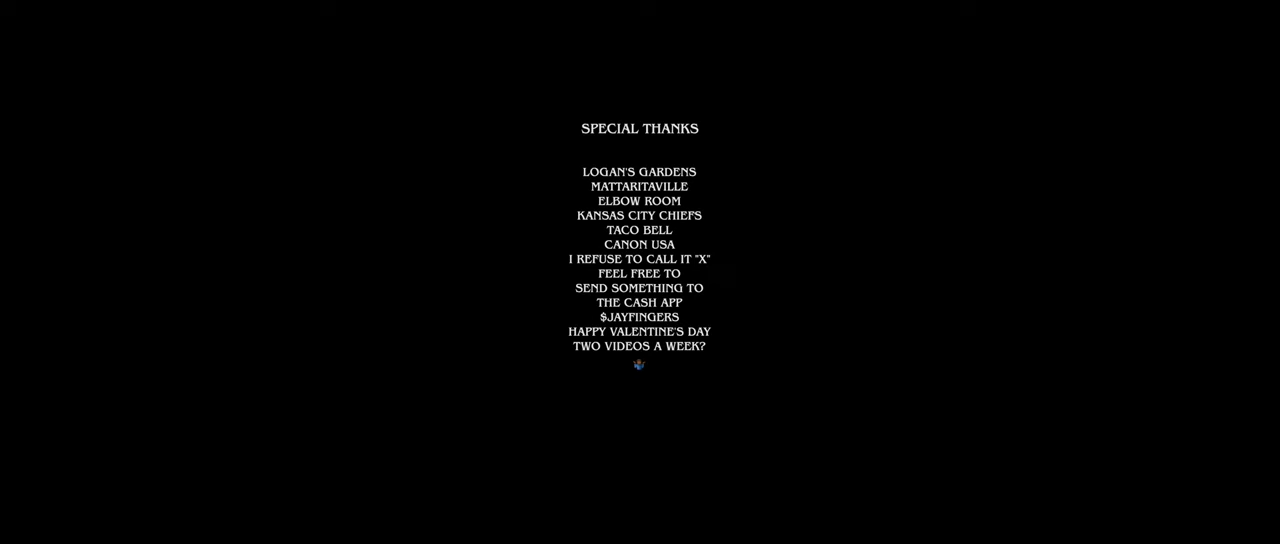 SPECIAL THANKS
LOGAN'S GARDENS
MATTARITAVILLE
ELBOW ROOM
KANSAS CITY CHIEFS
TACO BELL
CANON USA
I REFUSE TO CALL IT "X"
FEEL FREE TO
SEND SOMETHING TO
THE CASH APP
$JAYFINGERS
HAPPY VALENTINE'S DAY
TWO VIDEOS A WEEK?